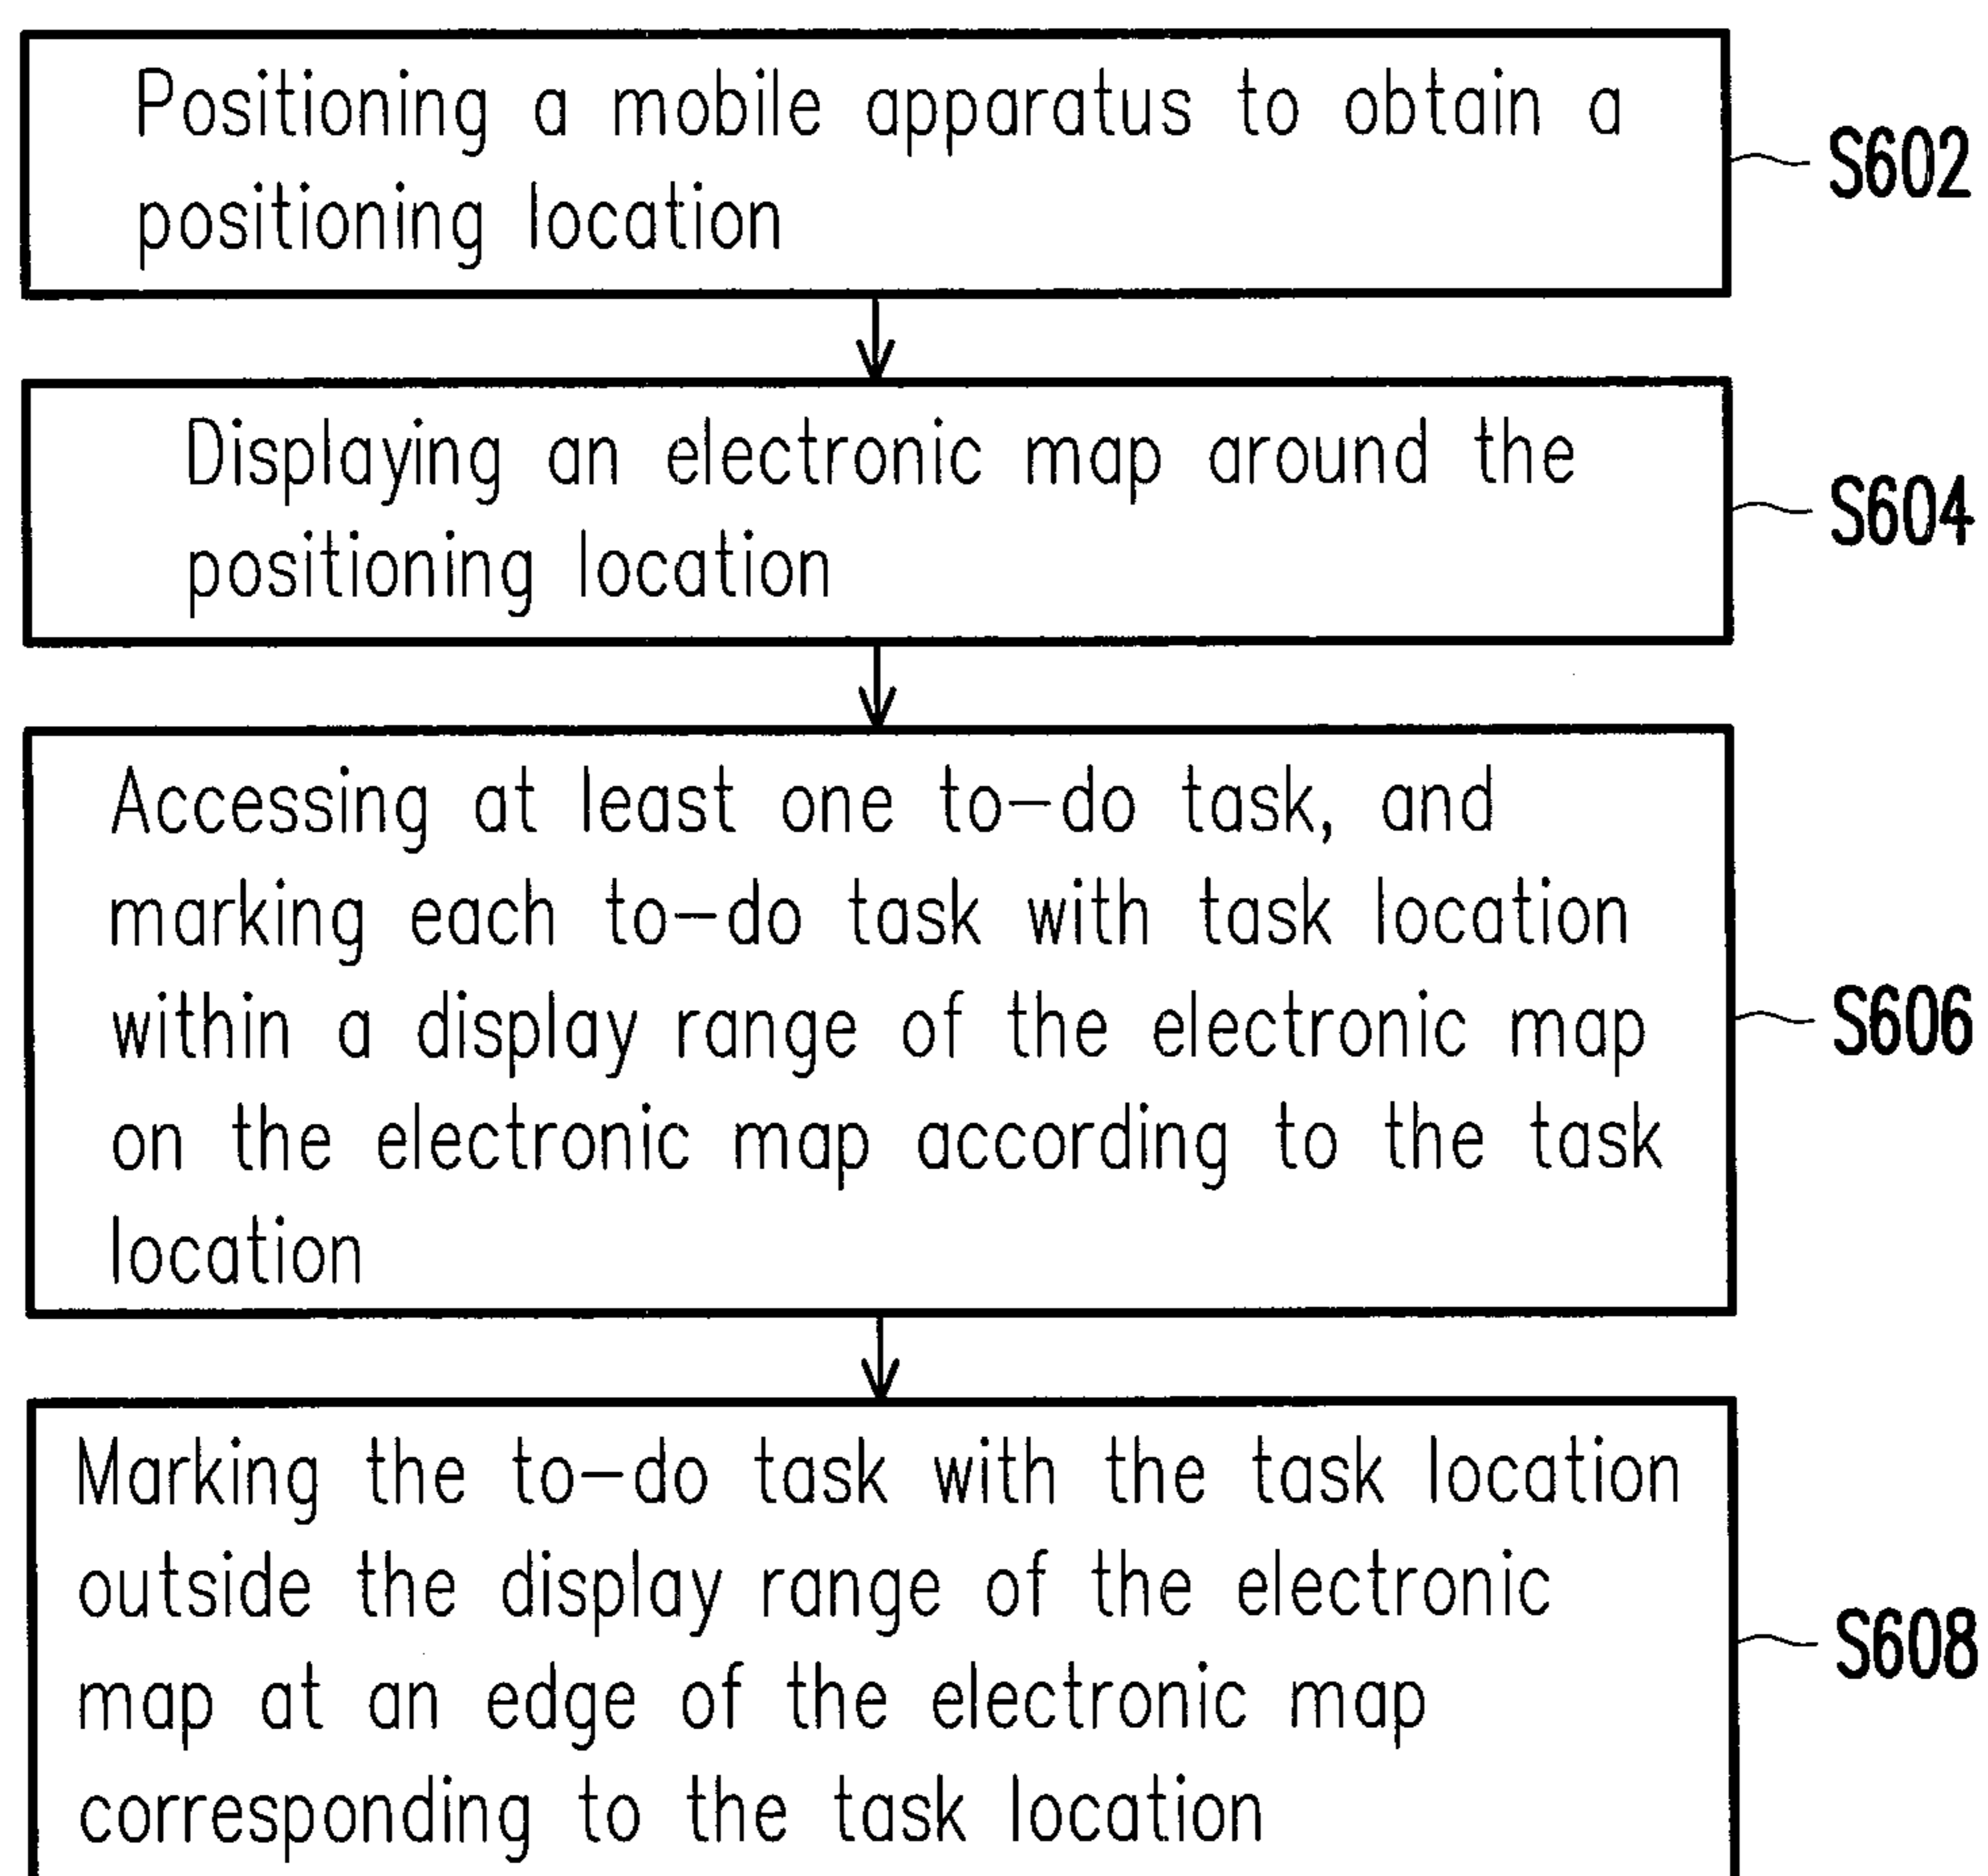 Positioning a mobile apparatus to obtain a
positioning location
S602
Displaying an electronic map around the
positioning location
S604
Accessing at least one to-do task, and
marking each to-do task with task location
within a display range of the electronic map
on the electronic map according to the task
location
S606
Marking the to-do task with the task location
outside the display range of the electronic
map at an edge of the electronic map
corresponding to the task location
S608